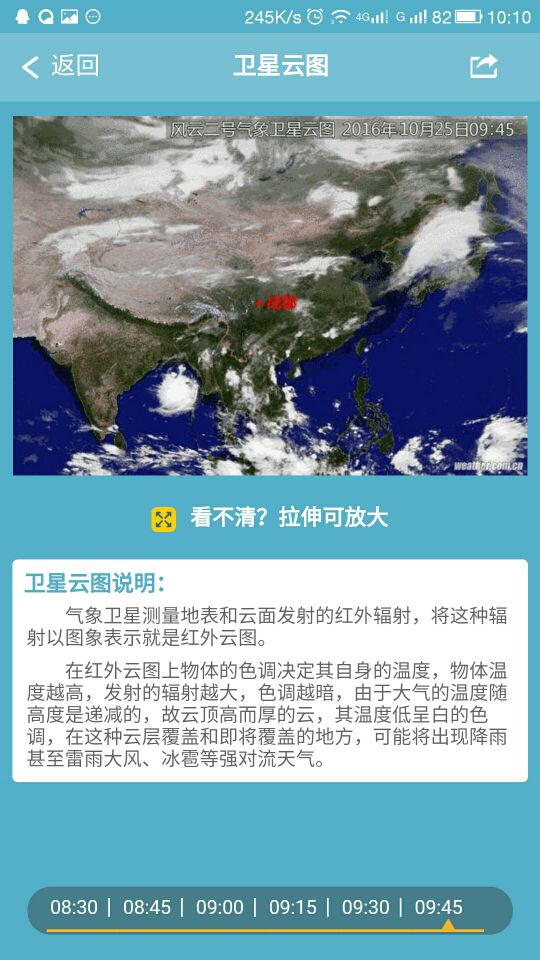 245K/s 4G G 82 10:10
返回 卫星云图
风云二号气象卫星云图 2016年10月25日09:45
成都
weather.com.cn
看不清？拉伸可放大
卫星云图说明：
气象卫星测量地表和云面发射的红外辐射，将这种辐
射以图象表示就是红外云图。
在红外云图上物体的色调决定其自身的温度，物体温
度越高，发射的辐射越大，色调越暗，由于大气的温度随
高度是递减的，故云顶高而厚的云，其温度低呈白的色
调，在这种云层覆盖和即将覆盖的地方，可能将出现降雨
甚至雷雨大风、冰雹等强对流天气。
08:30 | 08:45 | 09:00 | 09:15 | 09:30 | 09:45